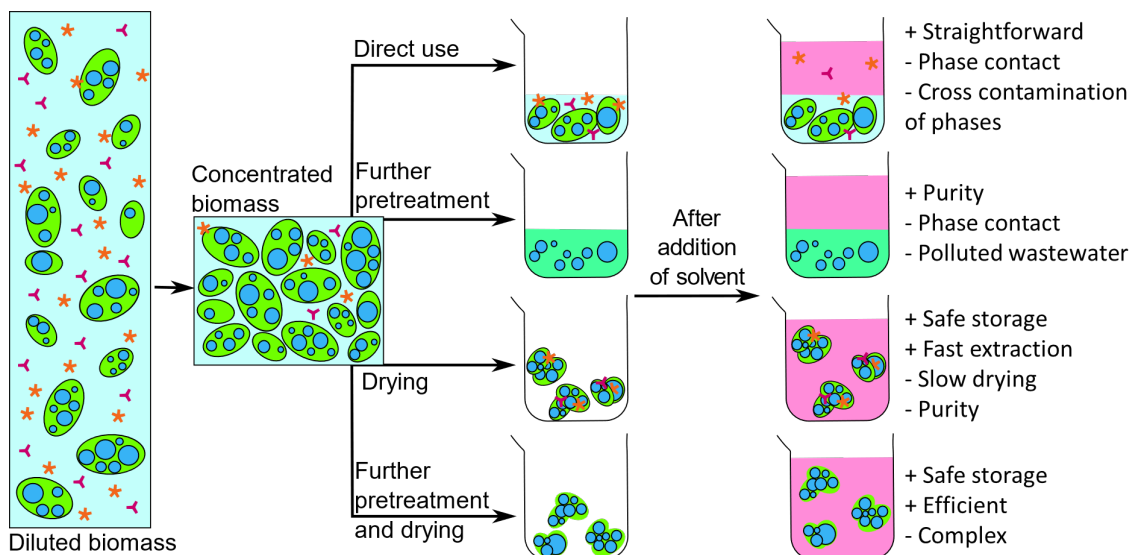 Direct use
+ Straightforward
- Phase contact
- Cross contamination
of phases
Concentrated
biomass
Further
pretreatment
After
addition
of solvent
+ Purity
- Phase contact
- Polluted wastewater
Drying
+ Safe storage
+ Fast extraction
- Slow drying
- Purity
Further
pretreatment
and drying
+ Safe storage
+ Efficient
- Complex
Diluted biomass